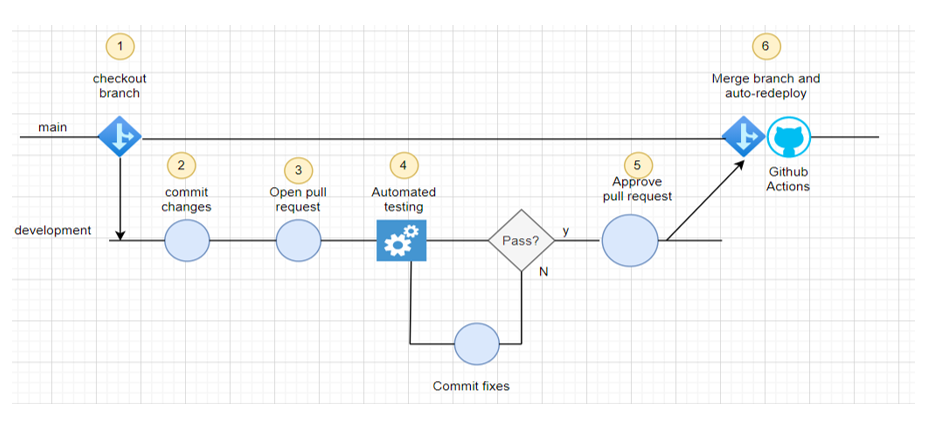 1
checkout
branch
main
6
Merge branch and
auto-redeploy
Github
Actions
development
2
commit
changes
3
Open pull
request
4
Automated
testing
Pass?
y
N
5
Approve
pull request
Commit fixes